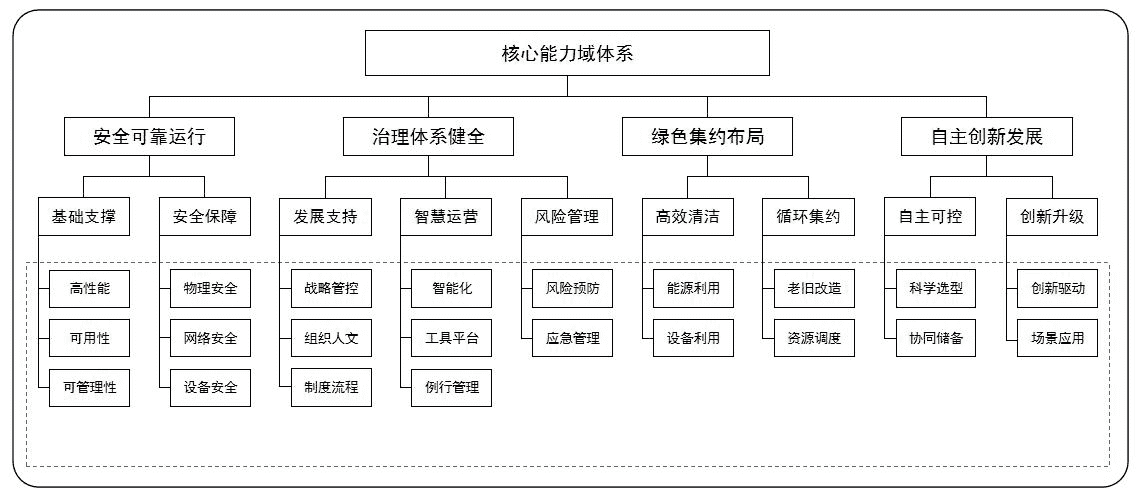 核心能力域体系
安全可靠运行
治理体系健全
绿色集约布局
自主创新发展
基础支撑
安全保障
发展支持
智慧运营
风险管理
高效清洁
循环集约
自主可控
创新升级
高性能
物理安全
战略管控
智能化
风险预防
能源利用
老旧改造
科学选型
创新驱动
可用性
网络安全
组织人文
工具平台
应急管理
设备利用
资源调度
协同储备
场景应用
可管理性
设备安全
制度流程
例行管理